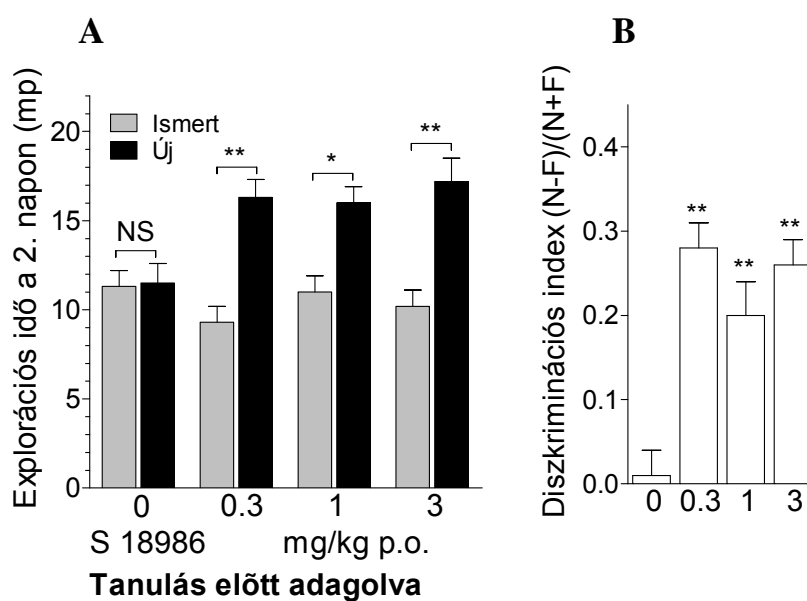 A
Explorációs idő a 2. napon (mp)
20
15
10
5
0
Ismert
Új
NS
**
*
**
0 0.3 1 3
S 18986 mg/kg p.o.
Tanulás elõtt adagolva
B
Diszkriminációs index (N-F)/(N+F)
0.4
0.3
0.2
0.1
0.0
**
**
**
0 0.3 1 3